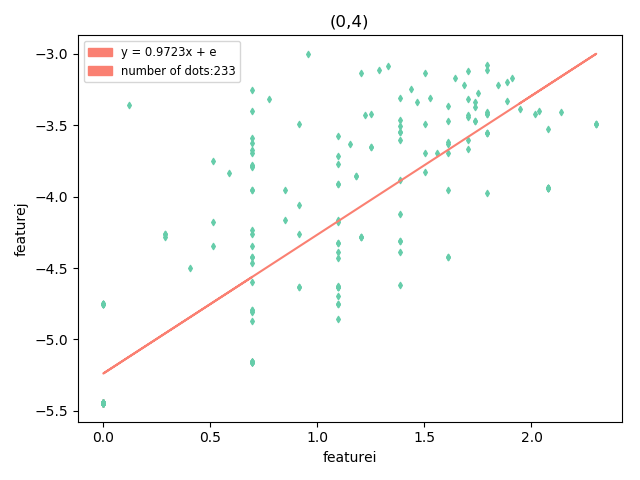 (0,4)
y = 0.9723x + e
number of dots:233
−3.0
−3.5
−4.0
−4.5
−5.0
−5.5
featurej
0.0 0.5 1.0 1.5 2.0
featurei